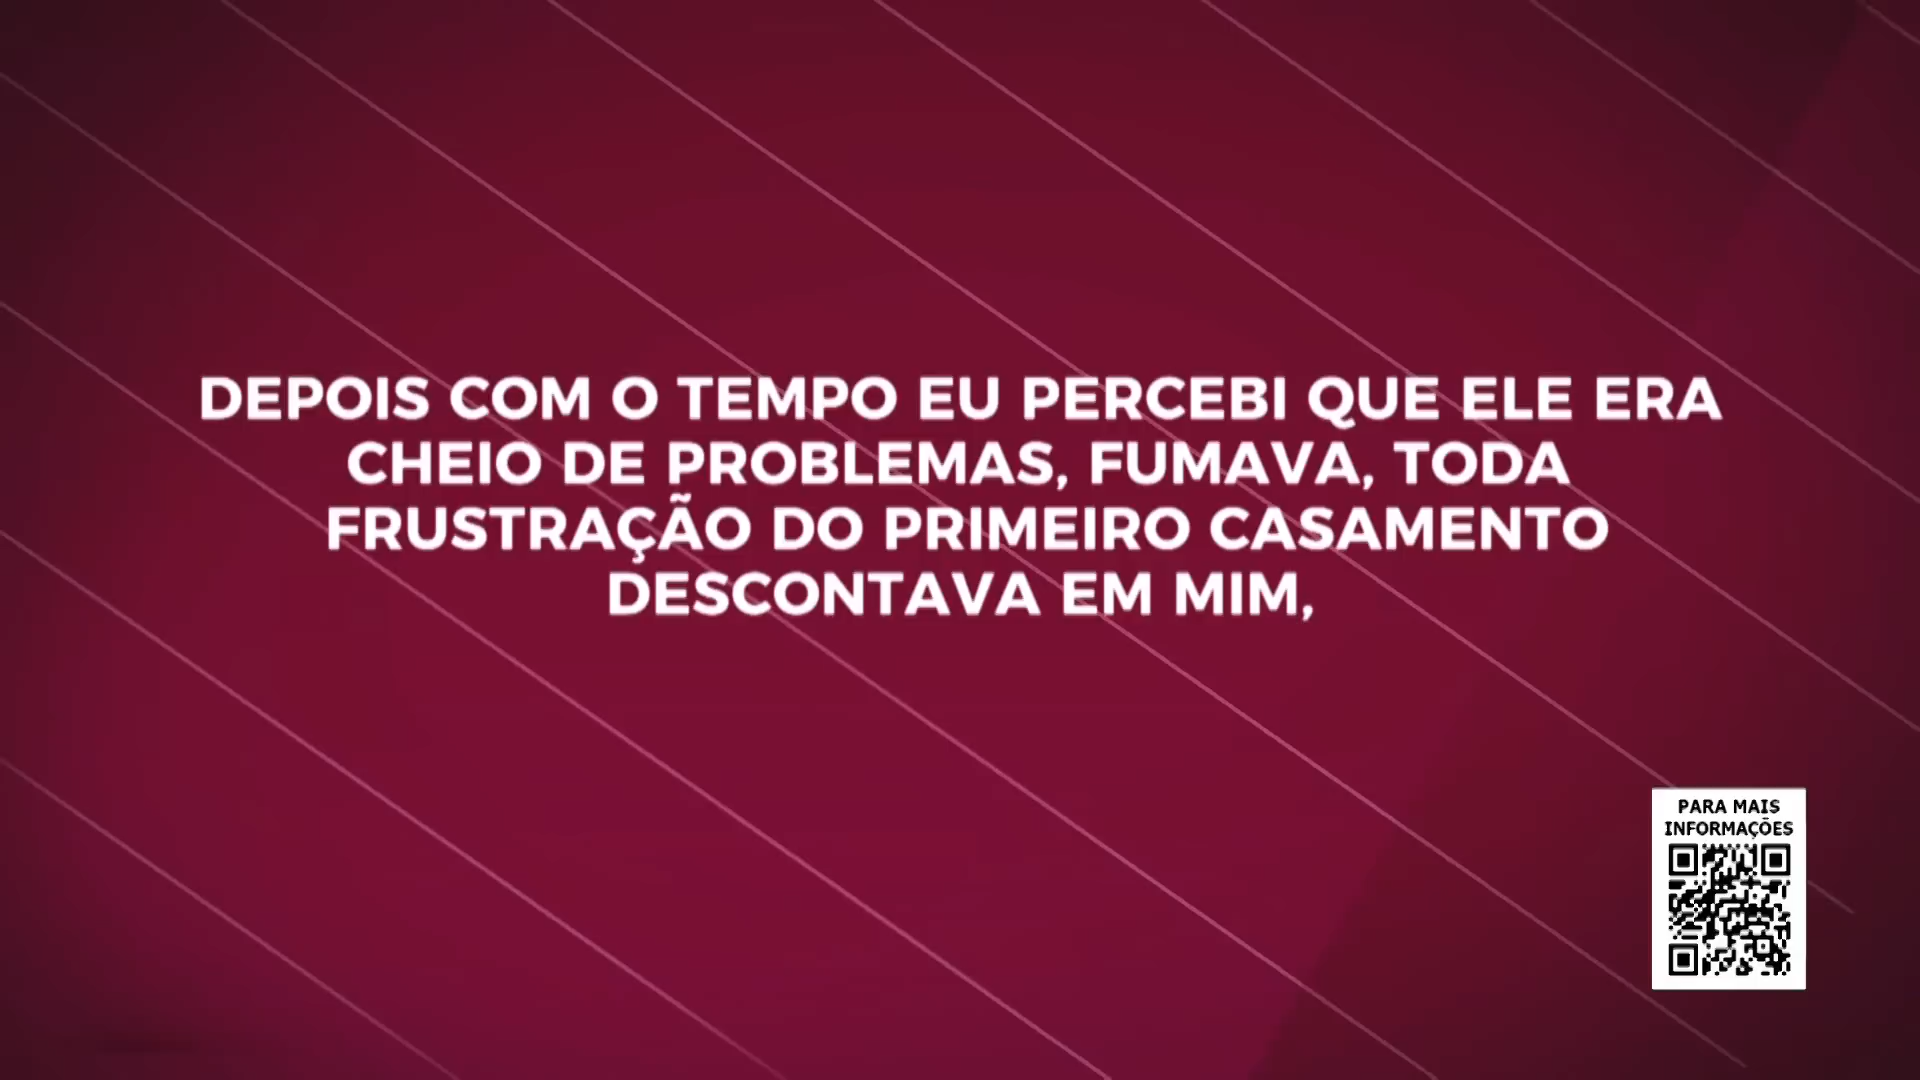 DEPOIS COM O TEMPO EU PERCEBI QUE ELE ERA
CHEIO DE PROBLEMAS, FUMAVA, TODA
FRUSTRAÇÃO DO PRIMEIRO CASAMENTO
DESCONTAVA EM MIM,
PARA MAIS
INFORMAÇÕES